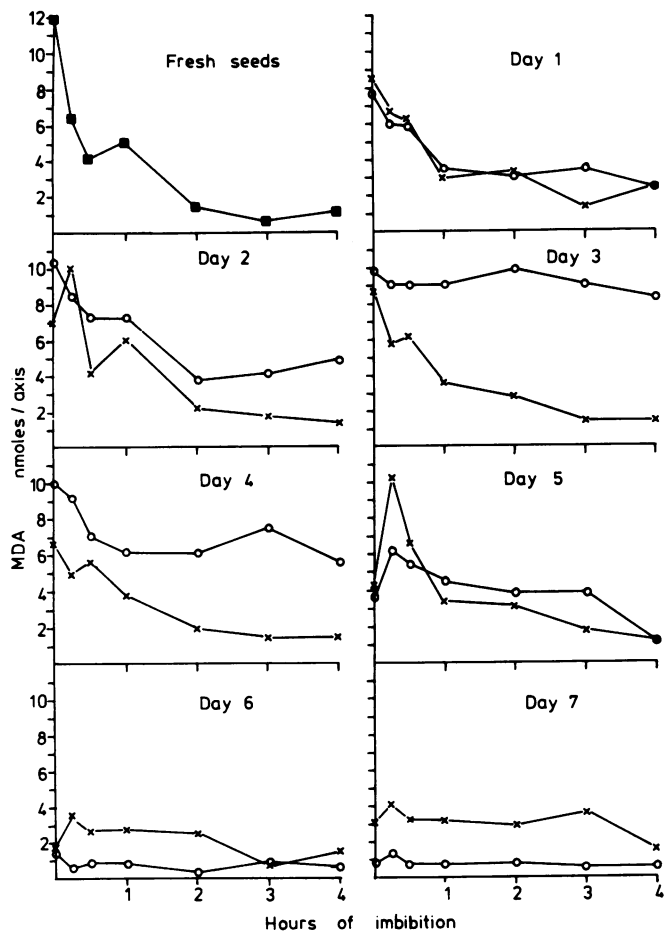 12
10
8
6
4
2
Fresh seeds
Day 1
10
8
6
4
2
Day 2
Day 3
MDA nmoles / axis
10
8
6
4
2
Day 4
Day 5
10
8
6
4
2
Day 6
Day 7
1 2 3 4
1 2 3 4
Hours of imbibition